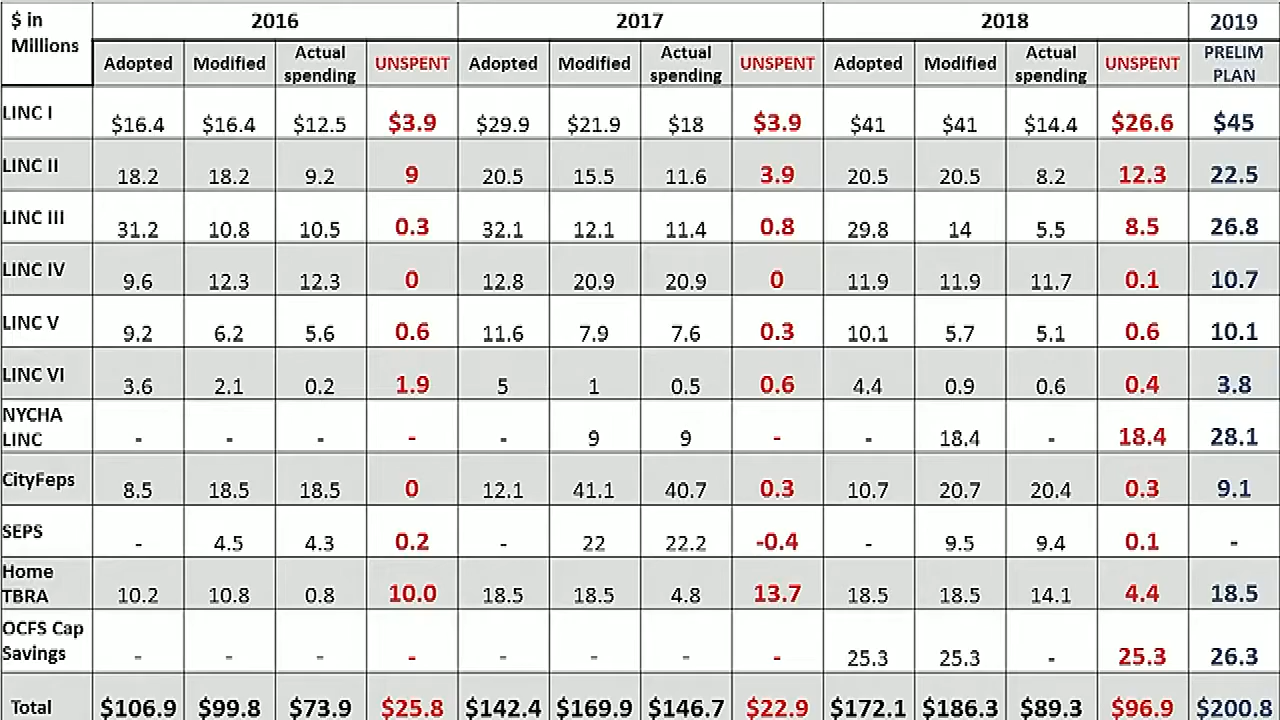 $ in Millions 2016 2017 2018 2019
Adopted Modified Actual spending UNSPENT Adopted Modified Actual spending UNSPENT Adopted Modified Actual spending UNSPENT PRELIM PLAN
LINC I $16.4 $16.4 $12.5 $3.9 $29.9 $21.9 $18 $3.9 $41 $41 $14.4 $26.6 $45
LINC II 18.2 18.2 9.2 9 20.5 15.5 11.6 3.9 20.5 20.5 8.2 12.3 22.5
LINC III 31.2 10.8 10.5 0.3 32.1 12.1 11.4 0.8 29.8 14 5.5 8.5 26.8
LINC IV 9.6 12.3 12.3 0 12.8 20.9 20.9 0 11.9 11.9 11.7 0.1 10.7
LINC V 9.2 6.2 5.6 0.6 11.6 7.9 7.6 0.3 10.1 5.7 5.1 0.6 10.1
LINC VI 3.6 2.1 0.2 1.9 5 1 0.5 0.6 4.4 0.9 0.6 0.4 3.8
NYCHA LINC - - - - - 9 9 - - 18.4 - 18.4 28.1
CityFeps 8.5 18.5 18.5 0 12.1 41.1 40.7 0.3 10.7 20.7 20.4 0.3 9.1
SEPS - 4.5 4.3 0.2 - 22 22.2 -0.4 - 9.5 9.4 0.1 -
Home TBRA 10.2 10.8 0.8 10.0 18.5 18.5 4.8 13.7 18.5 18.5 14.1 4.4 18.5
OCFS Cap Savings - - - - - - - - 25.3 25.3 - 25.3 26.3
Total $106.9 $99.8 $73.9 $25.8 $142.4 $169.9 $146.7 $22.9 $172.1 $186.3 $89.3 $96.9 $200.8